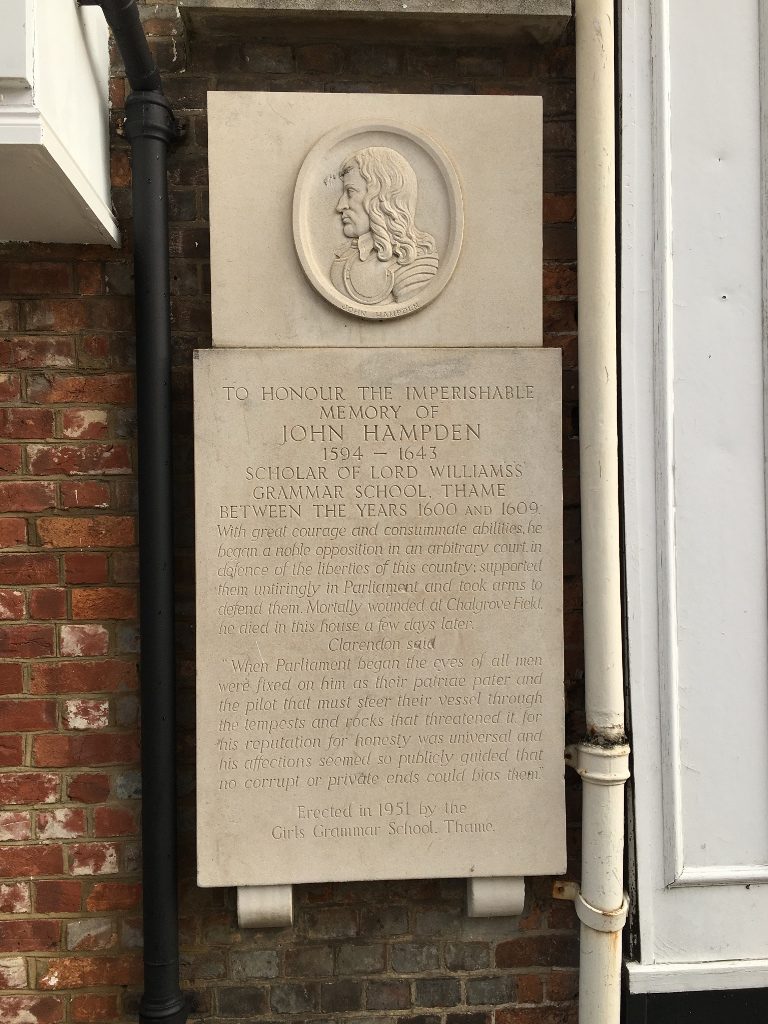 JOHN HAMPDEN
TO HONOUR THE IMPERISHABLE
MEMORY OF
JOHN HAMPDEN
1594 – 1643
SCHOLAR OF LORD WILLIAMS'S
GRAMMAR SCHOOL, THAME
BETWEEN THE YEARS 1600 AND 1609.
With great courage and consummate abilities, he
began a noble opposition in an arbitrary court, in
defence of the liberties of this country; supported
them untiringly in Parliament and took arms to
defend them. Mortally wounded at Chalgrove Field,
he died in this house a few days later.
Clarendon said
"When Parliament began the eyes of all men
were fixed on him as their patriae pater and
the pilot that must steer their vessel through
the tempests and rocks that threatened it, for
his reputation for honesty was universal and
his affections seemed so publicly guided that
no corrupt or private ends could bias them."
Erected in 1951 by the
Girls Grammar School, Thame.